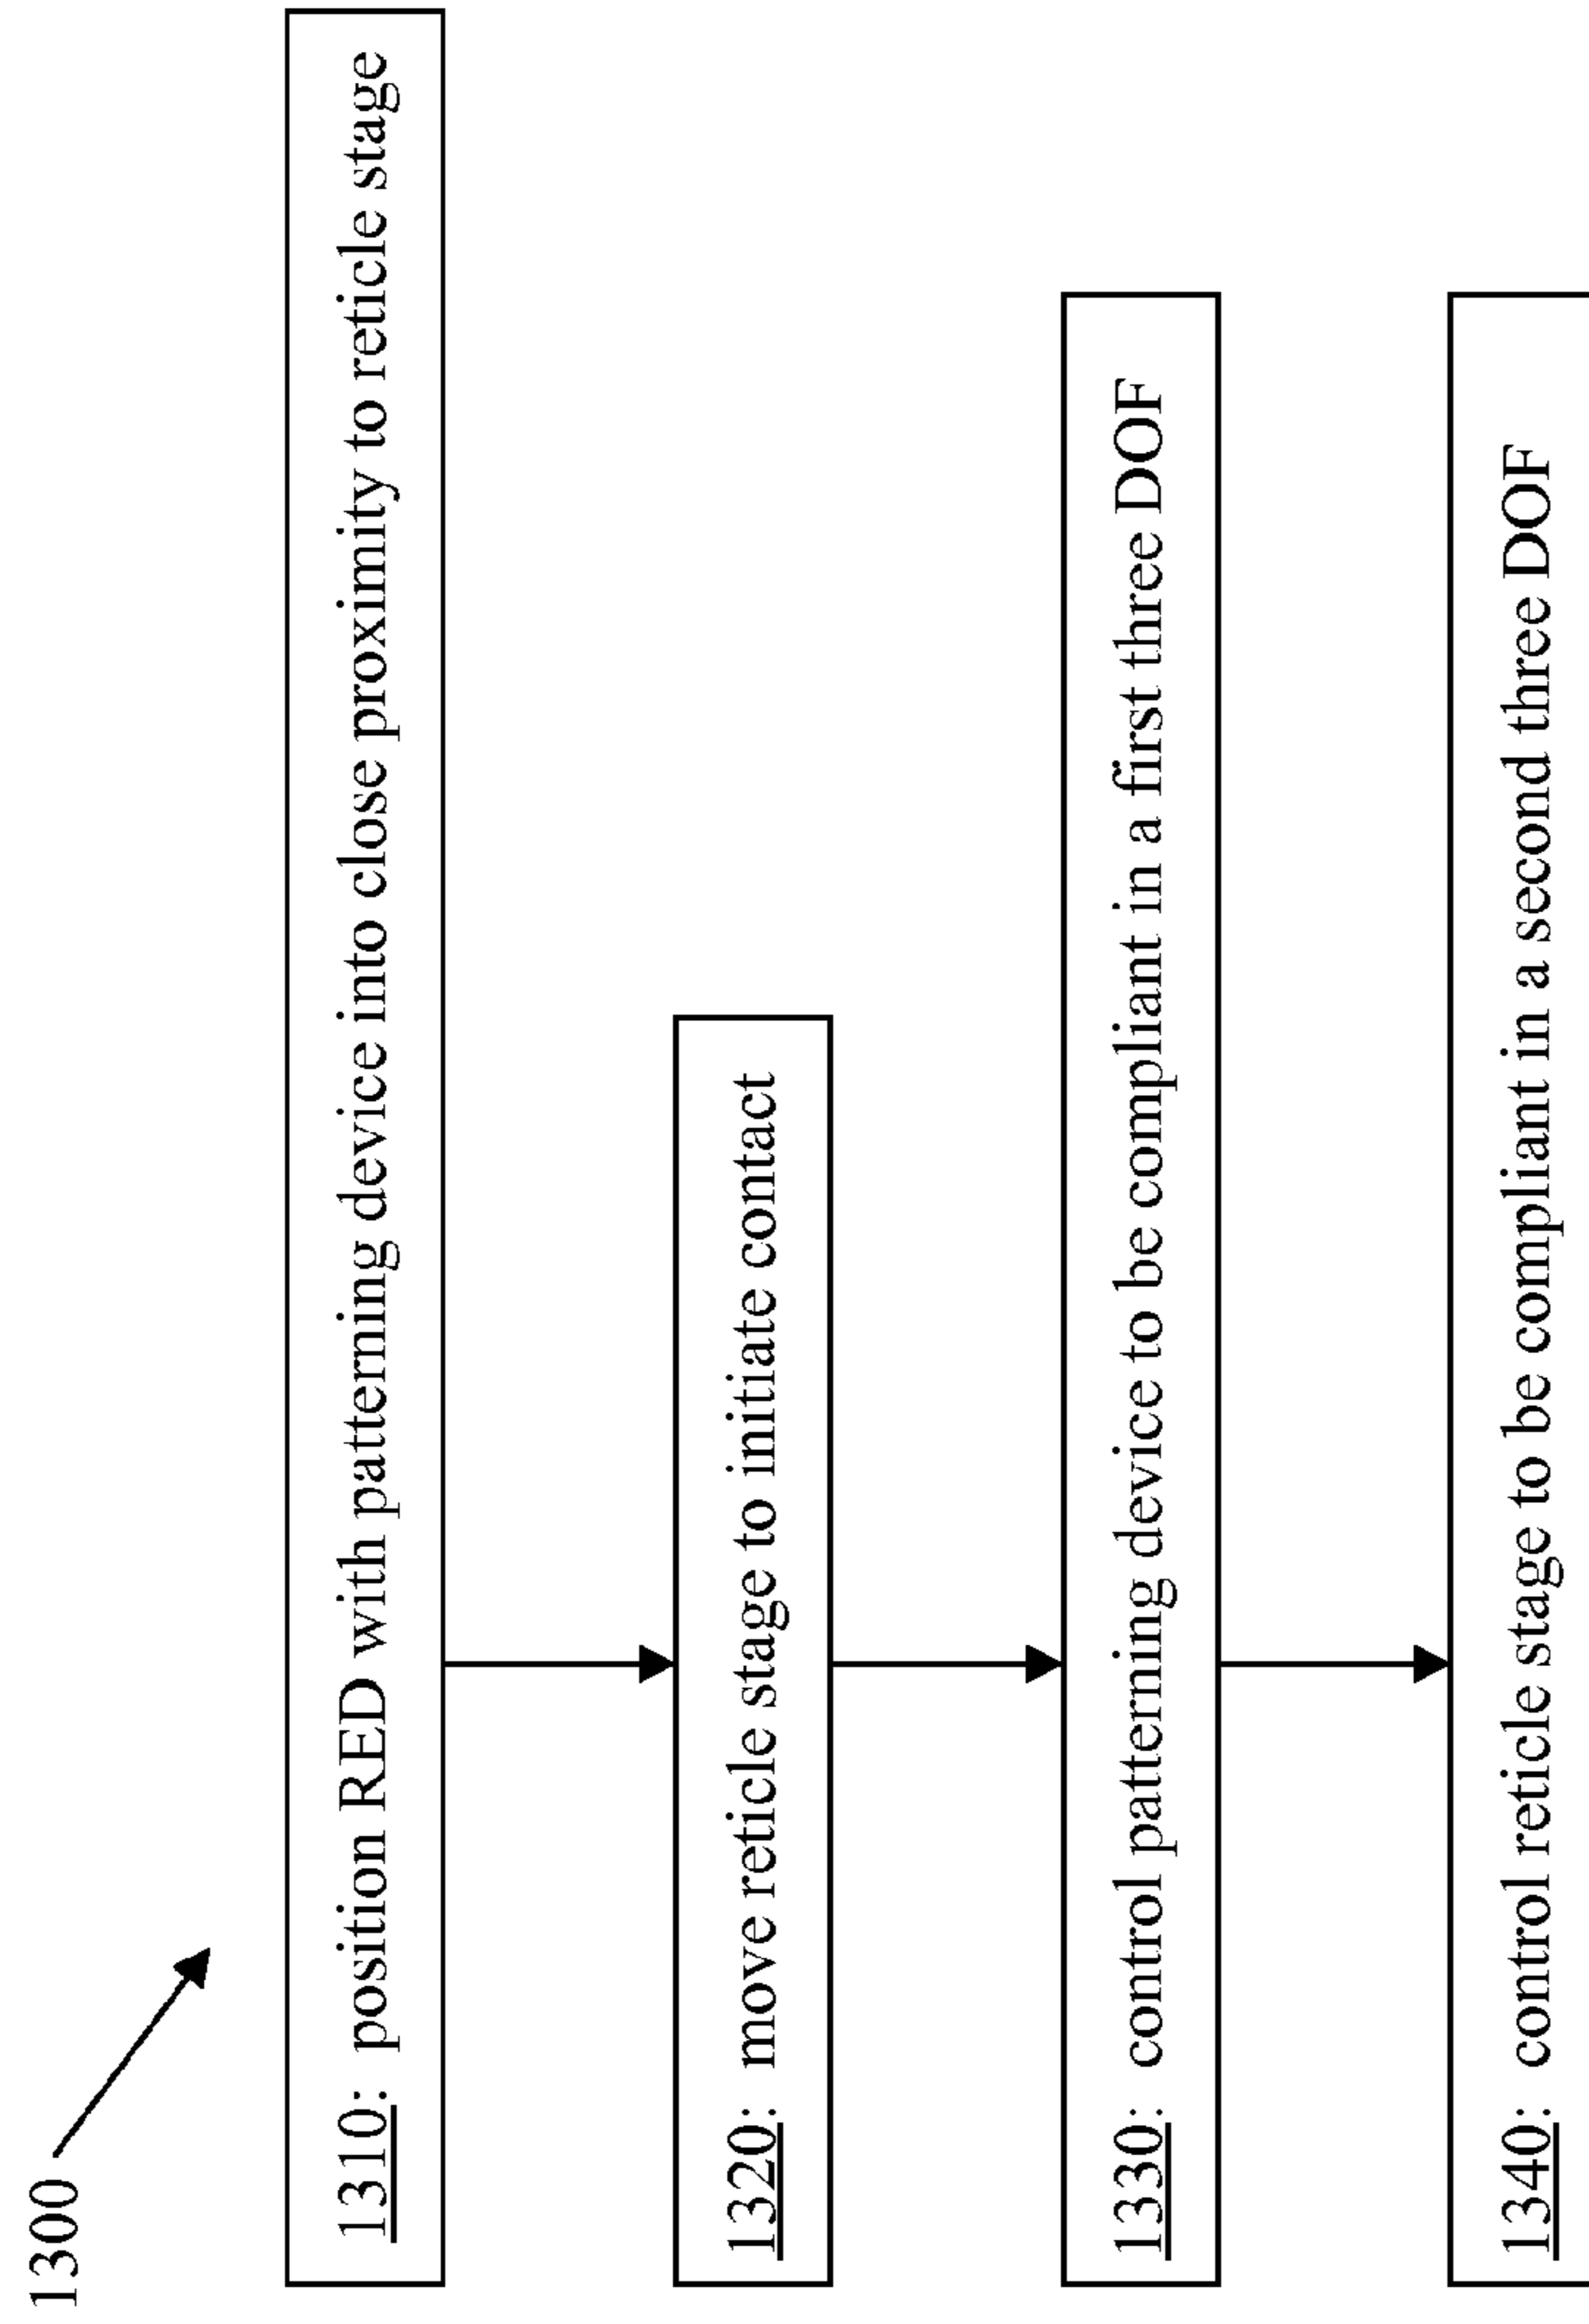 1300
1310: position RED with patterning device into close proximity to reticle stage
1320: move reticle stage to initiate contact
1330: control patterning device to be compliant in a first three DOF
1340: control reticle stage to be compliant in a second three DOF